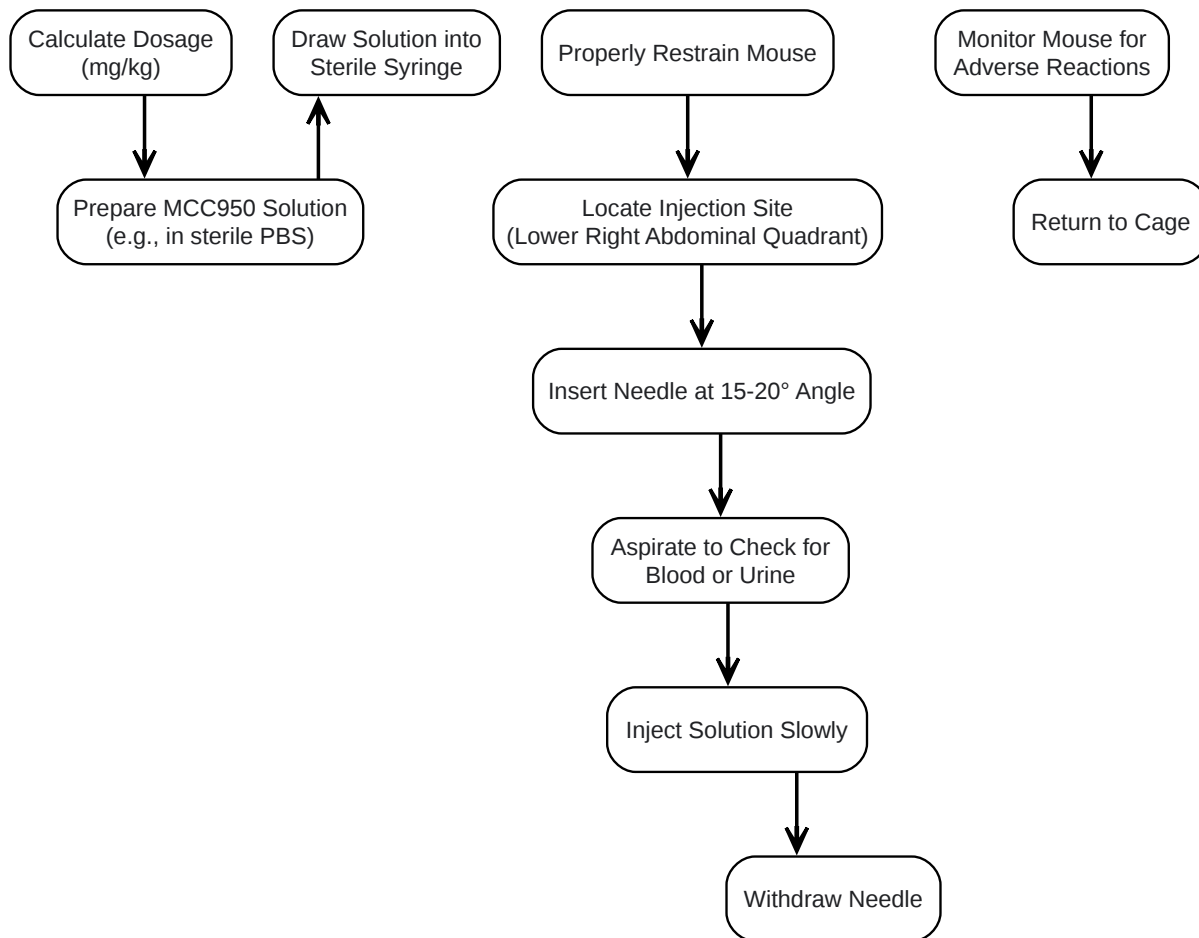 Calculate Dosage
(mg/kg)
Draw Solution into
Sterile Syringe
Properly Restrain Mouse
Monitor Mouse for
Adverse Reactions
Prepare MCC950 Solution
(e.g., in sterile PBS)
Locate Injection Site
(Lower Right Abdominal Quadrant)
Return to Cage
Insert Needle at 15-20° Angle
Aspirate to Check for
Blood or Urine
Inject Solution Slowly
Withdraw Needle